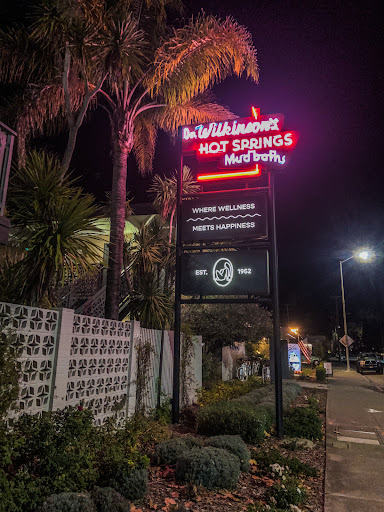 Dr. Wilkinson's
HOT SPRINGS
Mud baths
WHERE WELLNESS
MEETS HAPPINESS
EST. 1952